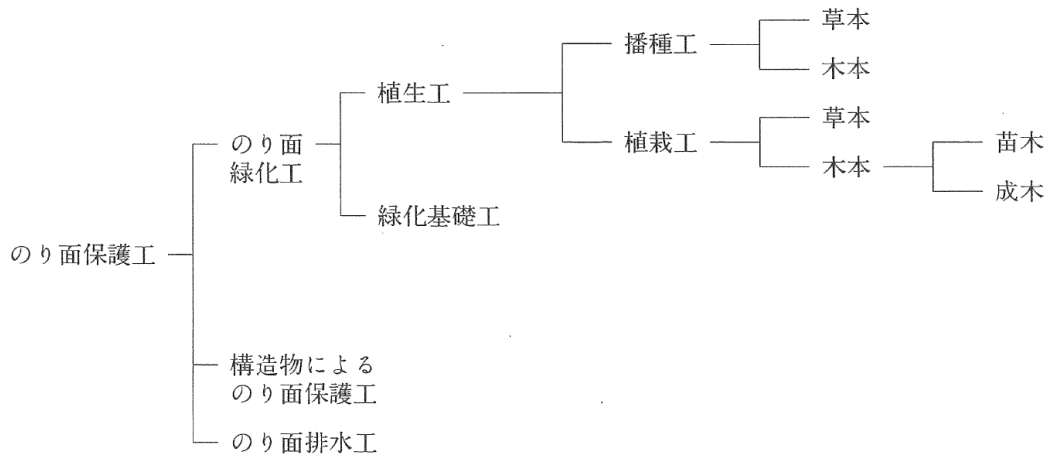 草本
播種工
木本
植生工
草本
のり面
緑化工
植栽工
木本
苗木
成木
緑化基礎工
のり面保護工
構造物による
のり面保護工
のり面排水工